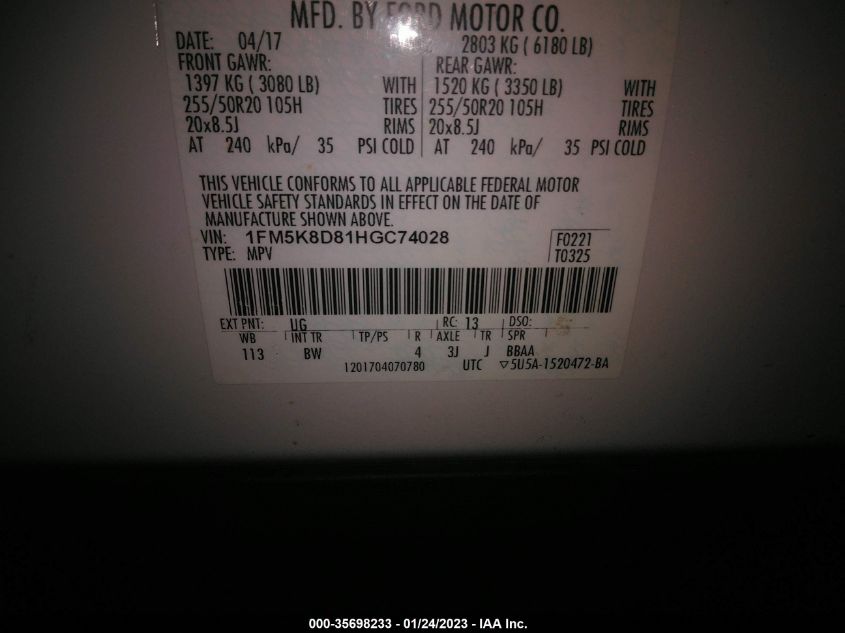 MFD. BY FORD MOTOR CO.
DATE: 04/17 2803 KG ( 6180 LB)
FRONT GAWR: REAR GAWR:
1397 KG ( 3080 LB) WITH 1520 KG ( 3350 LB) WITH
255/50R20 105H TIRES 255/50R20 105H TIRES
20x8.5J RIMS 20x8.5J RIMS
AT 240 kPa/ 35 PSI COLD AT 240 kPa/ 35 PSI COLD
THIS VEHICLE CONFORMS TO ALL APPLICABLE FEDERAL MOTOR
VEHICLE SAFETY STANDARDS IN EFFECT ON THE DATE OF
MANUFACTURE SHOWN ABOVE.
VIN: 1FM5K8D81HGC74028 F0221
TYPE: MPV T0325
EXT PNT: UG RC: 13 DSO:
WB INT TR TP/PS R AXLE TR SPR
113 BW 4 3J J BBAA
1201704070780 UTC ▽5U5A-1520472-BA
000-35698233 - 01/24/2023 - IAA Inc.